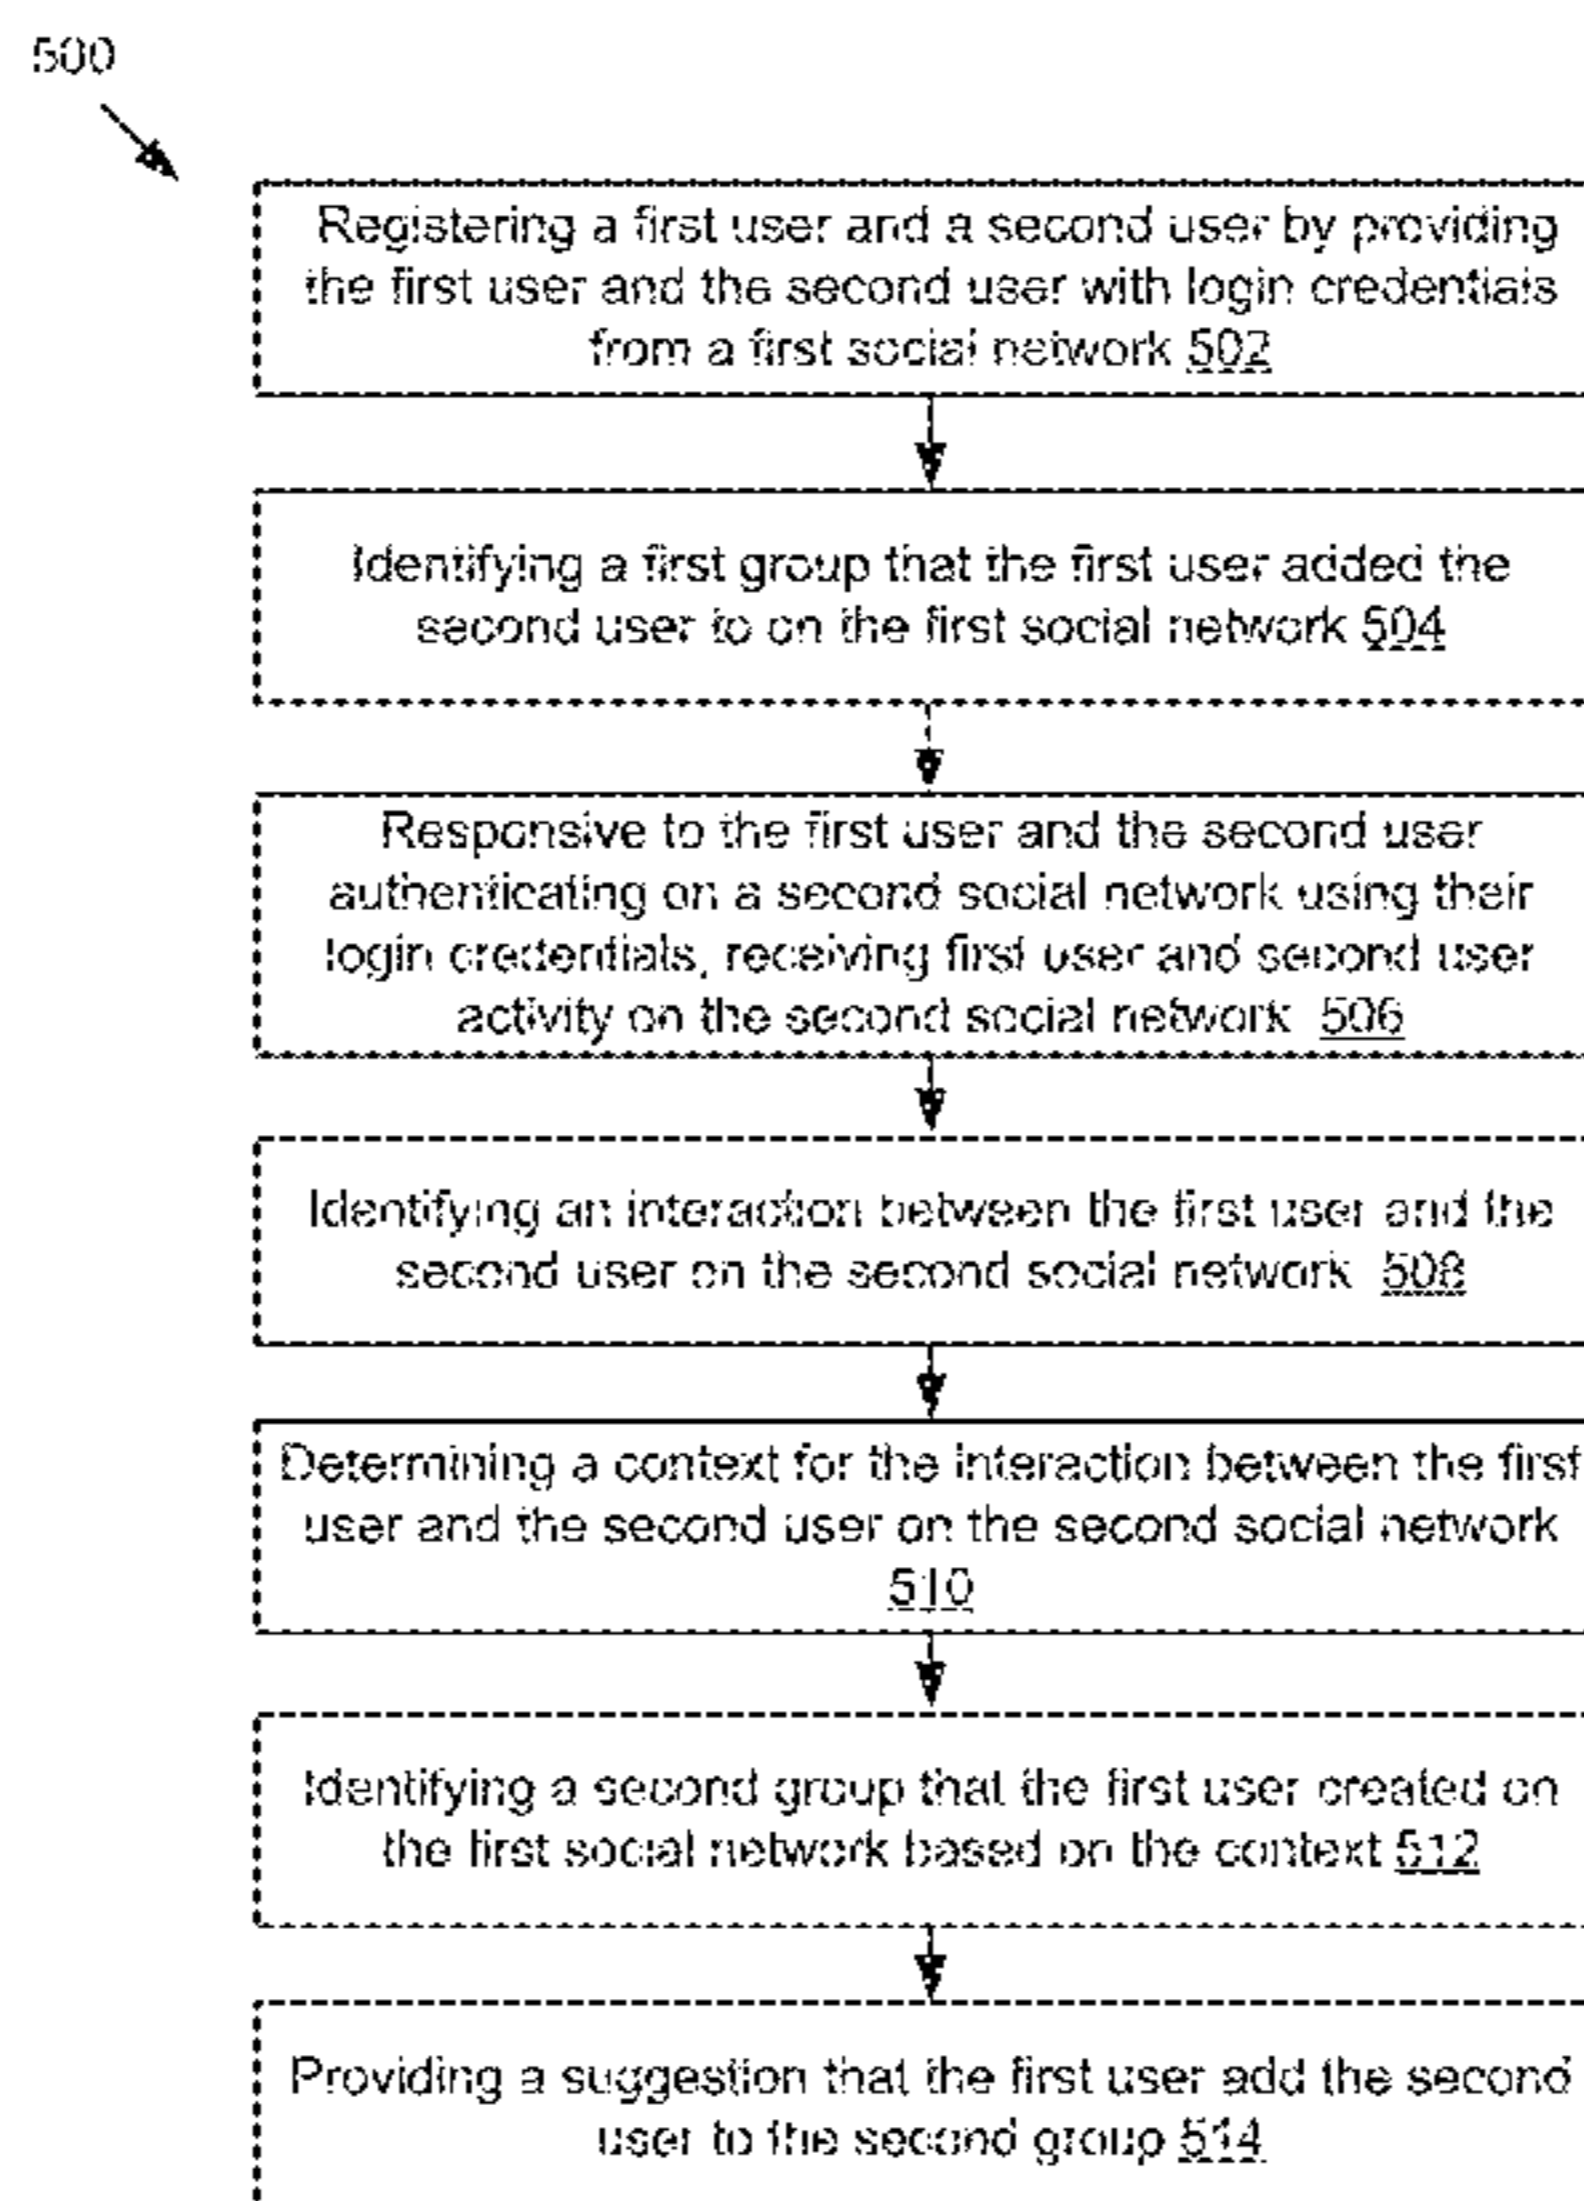 500
Registering a first user and a second user by providing
the first user and the second user with login credentials
from a first social network 502
Identifying a first group that the first user added the
second user to on the first social network 504
Responsive to the first user and the second user
authenticating on a second social network using their
login credentials, receiving first user and second user
activity on the second social network 506
Identifying an interaction between the first user and the
second user on the second social network 508
Determining a context for the interaction between the first
user and the second user on the second social network
510
Identifying a second group that the first user created on
the first social network based on the context 512
Providing a suggestion that the first user add the second
user to the second group 514